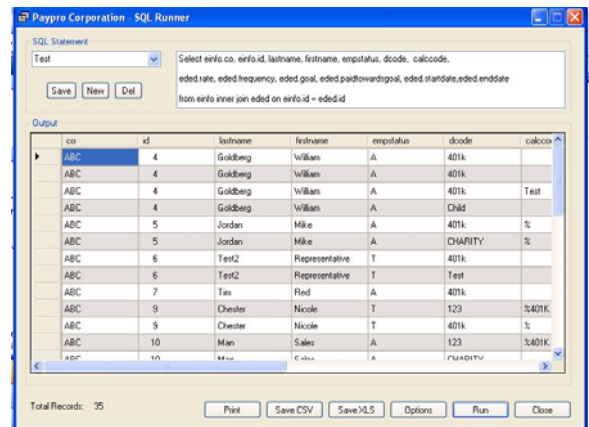 Paypro Corporation - SQL Runner
SQL Statement
Test
Select einfo.co, einfo.id, lastname, firstname, empstatus, dcode, calccode,
eded.rate, eded.frequency, eded.goal, eded.paidtowardsgoal, eded.startdate,eded.enddate
from einfo inner join eded on einfo.id = eded.id
Save New Del
Output
co id lastname firstname empstatus dcode calcco
ABC 4 Goldberg William A 401k
ABC 4 Goldberg William A 401k
ABC 4 Goldberg William A 401k Test
ABC 4 Goldberg William A Child
ABC 5 Jordan Mike A 401k %
ABC 5 Jordan Mike A CHARITY %
ABC 6 Test2 Representative T 401k
ABC 6 Test2 Representative T Test
ABC 7 Tim Red A 401k
ABC 9 Chester Nicole T 123 %401K
ABC 9 Chester Nicole T 401k %
ABC 10 Man Sales A 123 %401K
ABC 10 Man Sales A CHARITY
Total Records: 35
Print Save CSV Save XLS Options Run Close